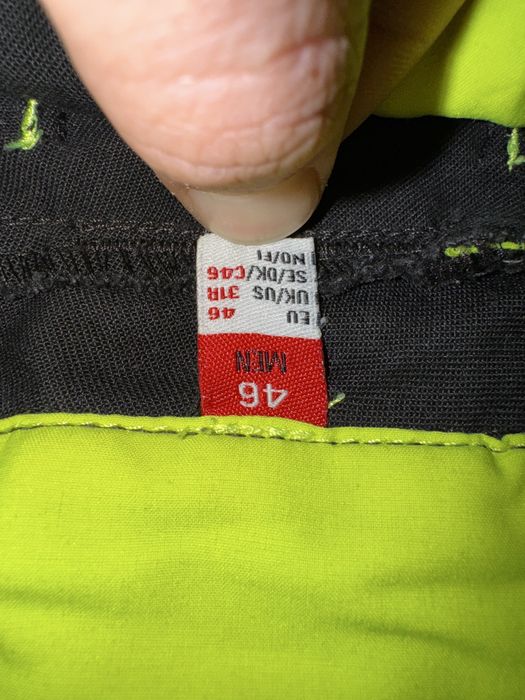 46
MEN
EU 46
UK/US 31R
SE/DK/ C46
NO/FI